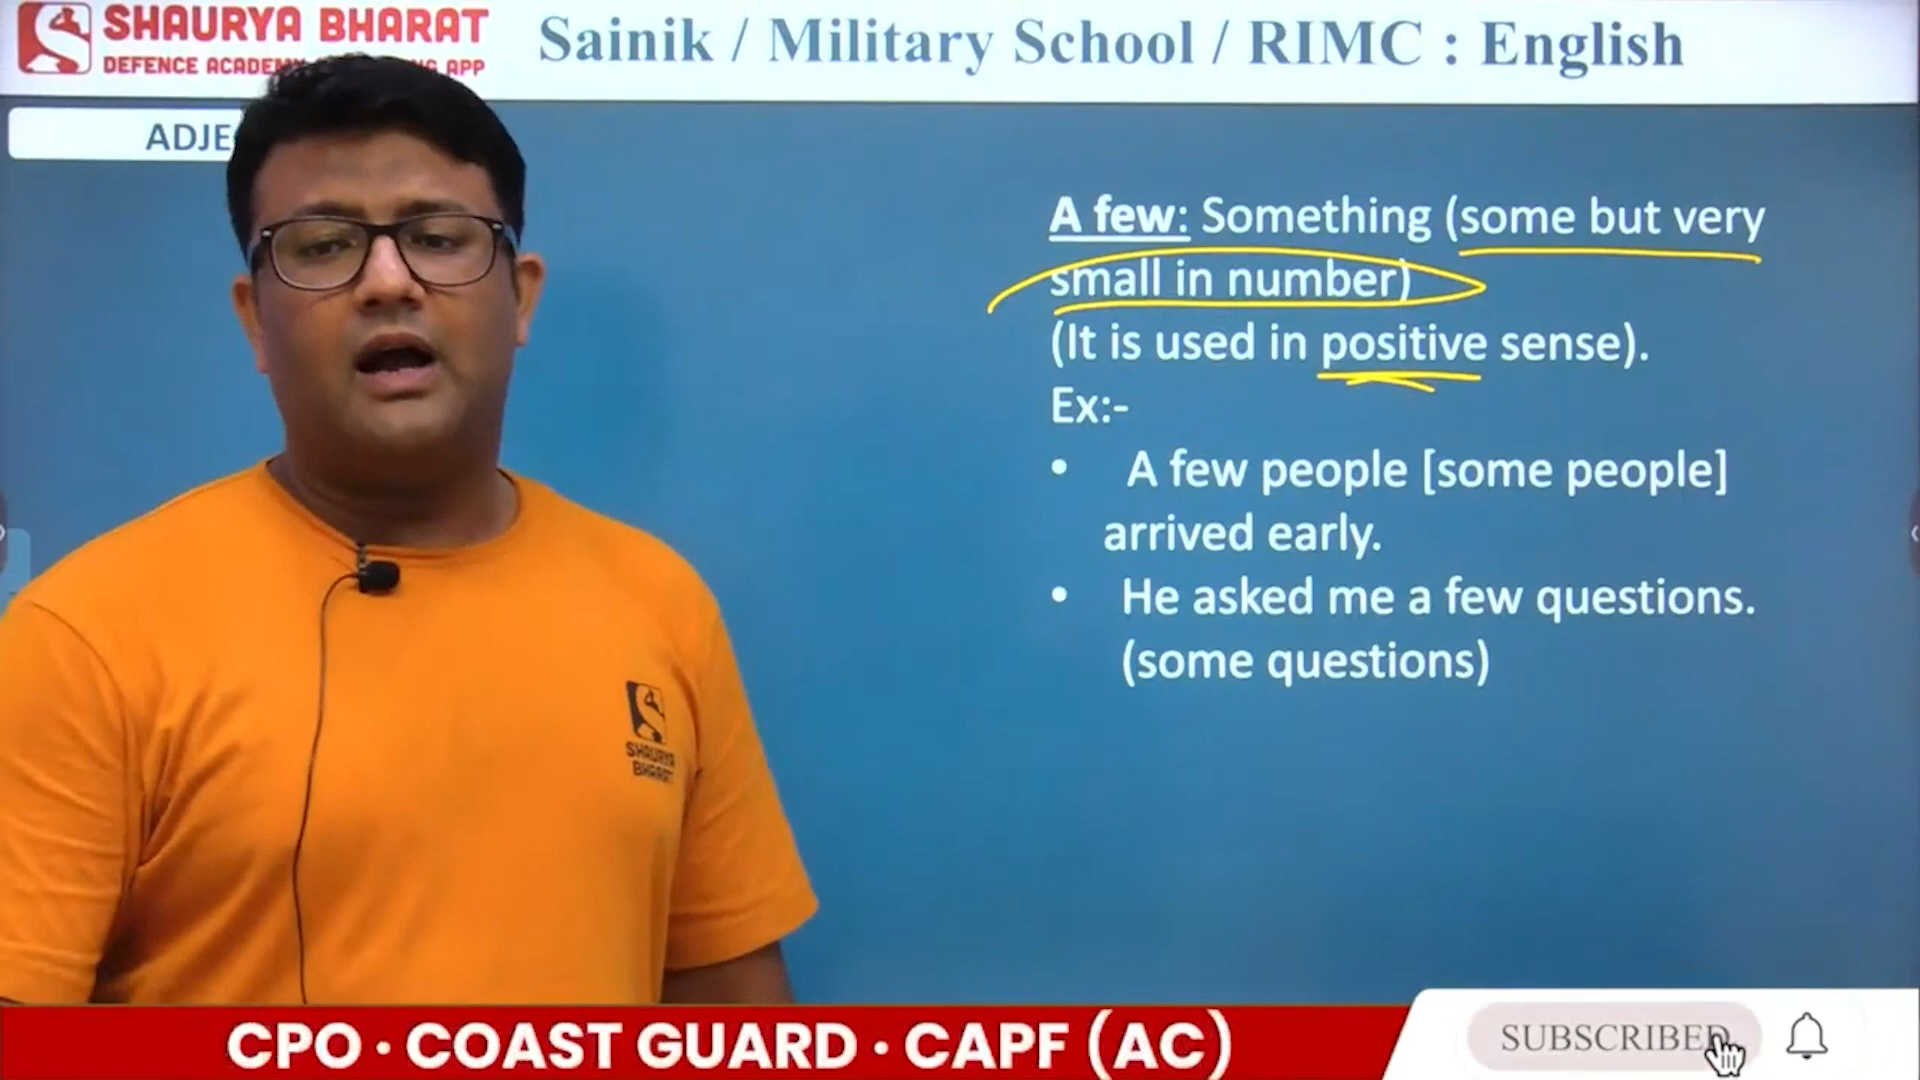 SHAURYA BHARAT
DEFENCE ACADEMY APP
Sainik / Military School / RIMC : English
A few: Something (some but very
small in number)
(It is used in positive sense).
Ex:-
• A few people [some people]
arrived early.
• He asked me a few questions.
(some questions)
SHAURYA
BHARAT
CPO · COAST GUARD · CAPF (AC)
SUBSCRIBED